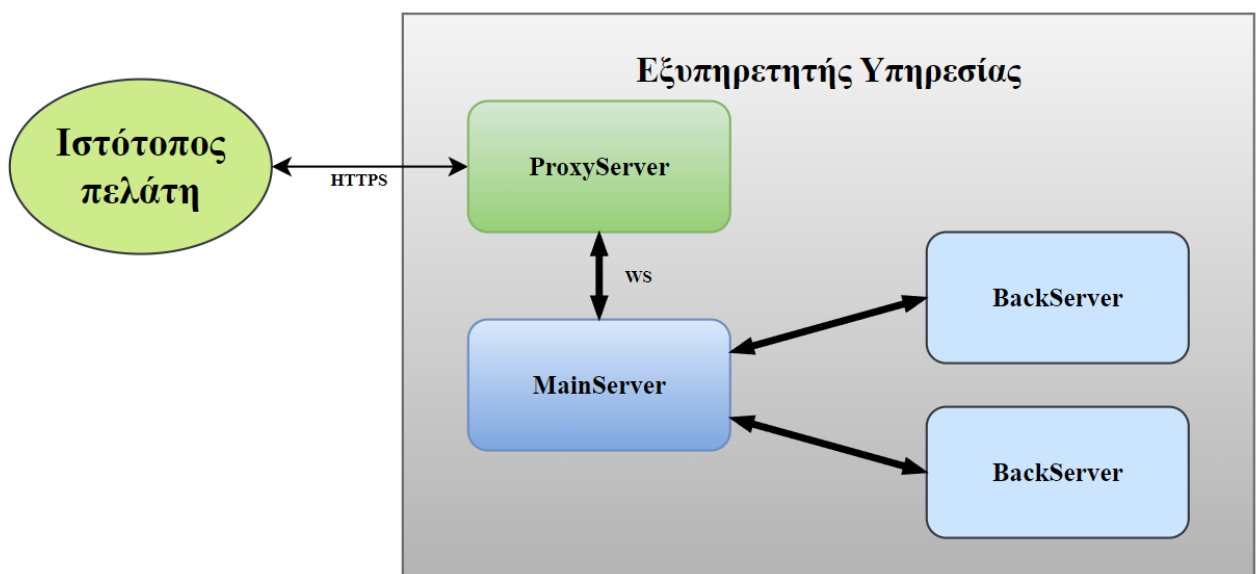 Εξυπηρετητής Υπηρεσίας
Ιστότοπος
πελάτη
HTTPS
ProxyServer
WS
MainServer
BackServer
BackServer